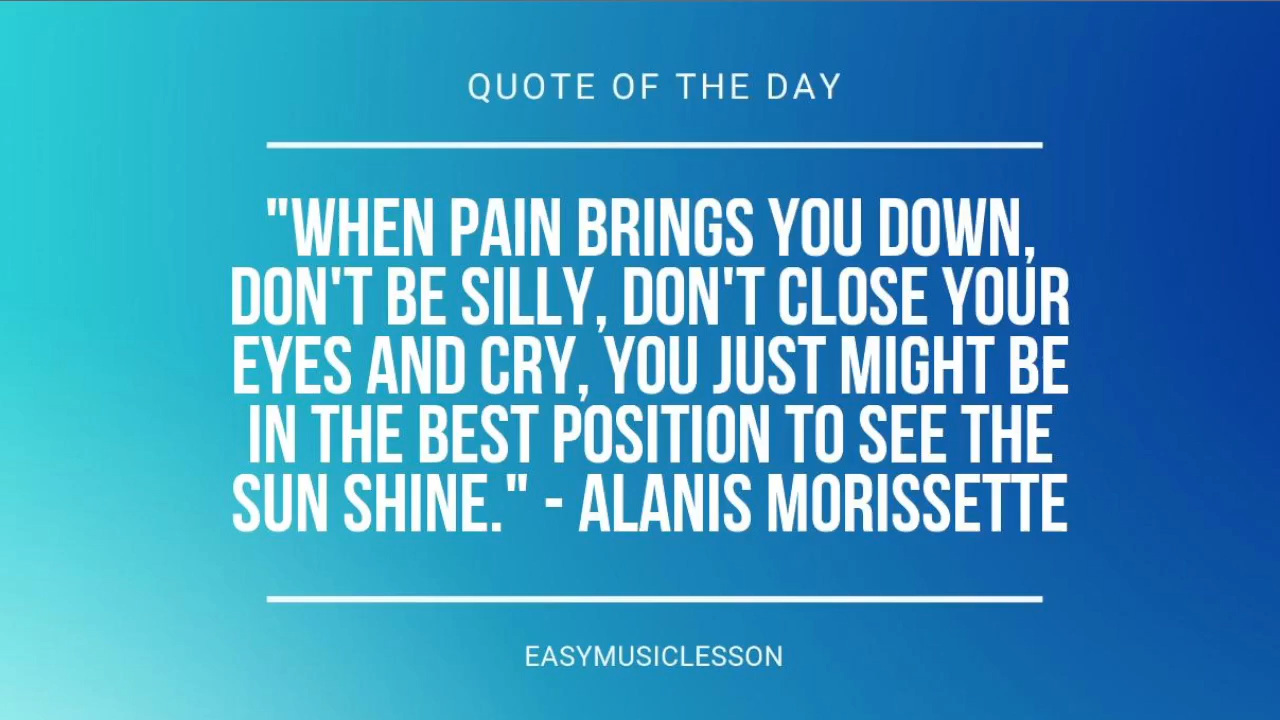 QUOTE OF THE DAY
"WHEN PAIN BRINGS YOU DOWN,
DON'T BE SILLY, DON'T CLOSE YOUR
EYES AND CRY, YOU JUST MIGHT BE
IN THE BEST POSITION TO SEE THE
SUN SHINE." - ALANIS MORISSETTE
EASYMUSICLESSON